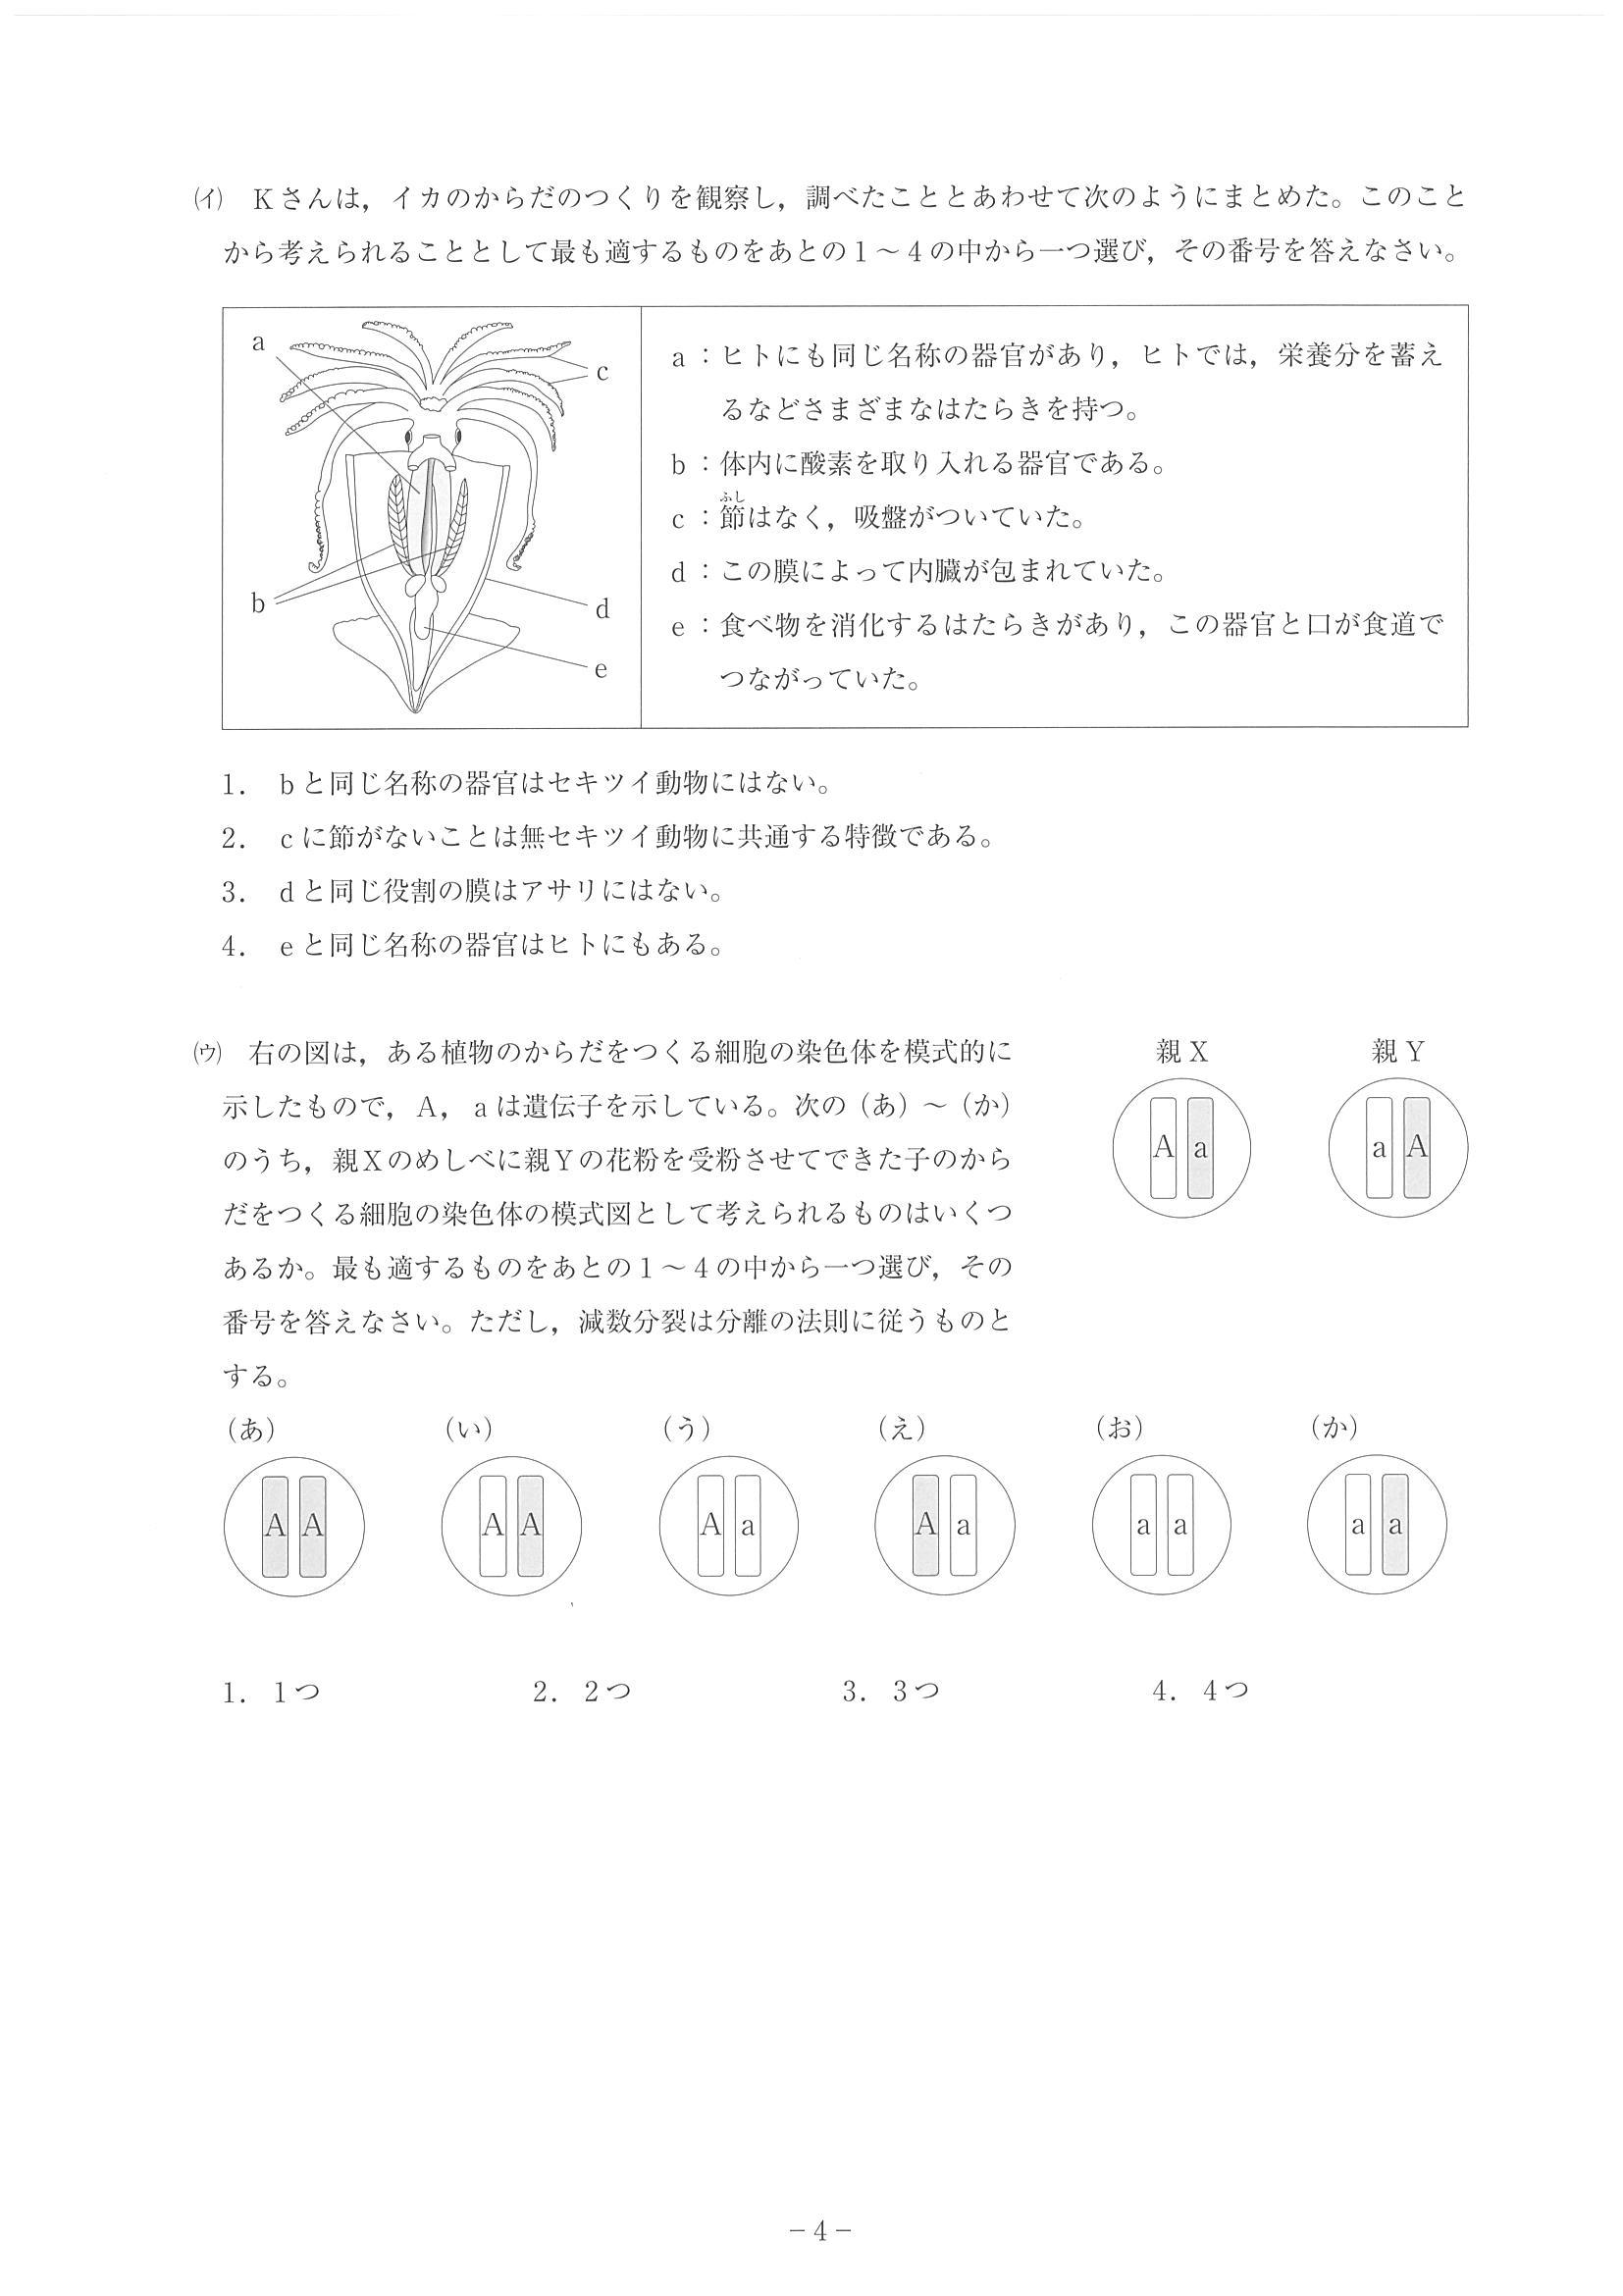 (イ) Kさんは，イカのからだのつくりを観察し，調べたこととあわせて次のようにまとめた。このこと
から考えられることとして最も適するものをあとの1～4の中から一つ選び，その番号を答えなさい。
a
c
b
d
e
a：ヒトにも同じ名称の器官があり，ヒトでは，栄養分を蓄え
るなどさまざまなはたらきを持つ。
b：体内に酸素を取り入れる器官である。
ふし
c：節はなく，吸盤がついていた。
d：この膜によって内臓が包まれていた。
e：食べ物を消化するはたらきがあり，この器官と口が食道で
つながっていた。
1． bと同じ名称の器官はセキツイ動物にはない。
2． cに節がないことは無セキツイ動物に共通する特徴である。
3． dと同じ役割の膜はアサリにはない。
4． eと同じ名称の器官はヒトにもある。
(ウ) 右の図は，ある植物のからだをつくる細胞の染色体を模式的に
示したもので，A，aは遺伝子を示している。次の（あ）～（か）
のうち，親Xのめしべに親Yの花粉を受粉させてできた子のから
だをつくる細胞の染色体の模式図として考えられるものはいくつ
あるか。最も適するものをあとの1～4の中から一つ選び，その
番号を答えなさい。ただし，減数分裂は分離の法則に従うものと
する。
親X 親Y
A a a A
（あ） （い） （う） （え） （お） （か）
A A A A A a A a a a a a
1．1つ 2．2つ 3．3つ 4．4つ
－4－